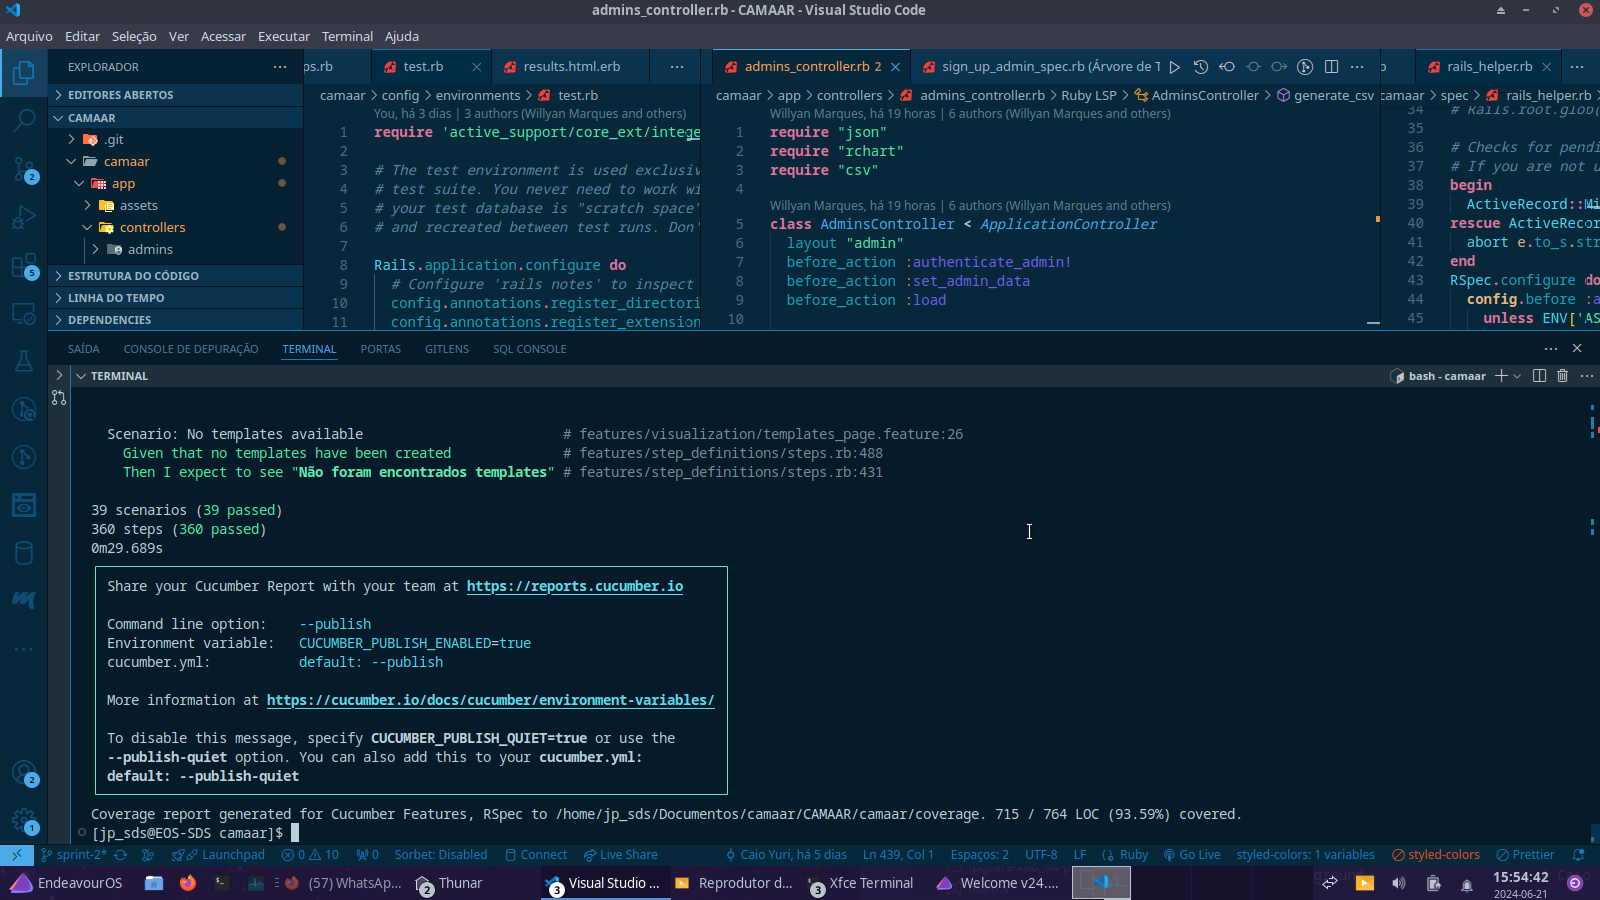 admins_controller.rb - CAMAAR - Visual Studio Code
Arquivo Editar Seleção Ver Acessar Executar Terminal Ajuda
EXPLORADOR
EDITORES ABERTOS
CAMAAR
.git
camaar
app
assets
controllers
admins
ESTRUTURA DO CÓDIGO
LINHA DO TEMPO
DEPENDENCIES
ps.rb test.rb results.html.erb
camaar > config > environments > test.rb
You, há 3 dias | 3 authors (Willyan Marques and others)
1 require 'active_support/core_ext/intege
2
3 # The test environment is used exclusiv
4 # test suite. You never need to work wi
5 # your test database is "scratch space"
6 # and recreated between test runs. Don'
7
8 Rails.application.configure do
9 # Configure 'rails notes' to inspect
10 config.annotations.register_directori
11 config.annotations.register_extension
admins_controller.rb 2 sign_up_admin_spec.rb (Árvore de T
camaar > app > controllers > admins_controller.rb > Ruby LSP > AdminsController > generate_csv
Willyan Marques, há 19 horas | 6 authors (Willyan Marques and others)
1 require "json"
2 require "rchart"
3 require "csv"
4
Willyan Marques, há 19 horas | 6 authors (Willyan Marques and others)
5 class AdminsController < ApplicationController
6 layout "admin"
7 before_action :authenticate_admin!
8 before_action :set_admin_data
9 before_action :load
10
rails_helper.rb
camaar > spec > rails_helper.rb >
34 # Rails.root.glob(
35
36 # Checks for pendi
37 # If you are not u
38 begin
39 ActiveRecord::Mi
40 rescue ActiveRecor
41 abort e.to_s.str
42 end
43 RSpec.configure do
44 config.before :a
45 unless ENV['AS
SAÍDA CONSOLE DE DEPURAÇÃO TERMINAL PORTAS GITLENS SQL CONSOLE
TERMINAL
bash - camaar
Scenario: No templates available # features/visualization/templates_page.feature:26
Given that no templates have been created # features/step_definitions/steps.rb:488
Then I expect to see "Não foram encontrados templates" # features/step_definitions/steps.rb:431
39 scenarios (39 passed)
360 steps (360 passed)
0m29.689s
Share your Cucumber Report with your team at https://reports.cucumber.io
Command line option: --publish
Environment variable: CUCUMBER_PUBLISH_ENABLED=true
cucumber.yml: default: --publish
More information at https://cucumber.io/docs/cucumber/environment-variables/
To disable this message, specify CUCUMBER_PUBLISH_QUIET=true or use the
--publish-quiet option. You can also add this to your cucumber.yml:
default: --publish-quiet
Coverage report generated for Cucumber Features, RSpec to /home/jp_sds/Documentos/camaar/CAMAAR/camaar/coverage. 715 / 764 LOC (93.59%) covered.
[jp_sds@EOS-SDS camaar]$
2
5
2
1
sprint-2* Launchpad 0 10 0 Sorbet: Disabled Connect Live Share Caio Yuri, há 5 dias Ln 439, Col 1 Espaços: 2 UTF-8 LF Ruby Go Live styled-colors: 1 variables styled-colors Prettier
EndeavourOS (57) WhatsAp... 2 Thunar 3 Visual Studio ... Reprodutor d... 3 Xfce Terminal Welcome v24....
15:54:42
2024-06-21